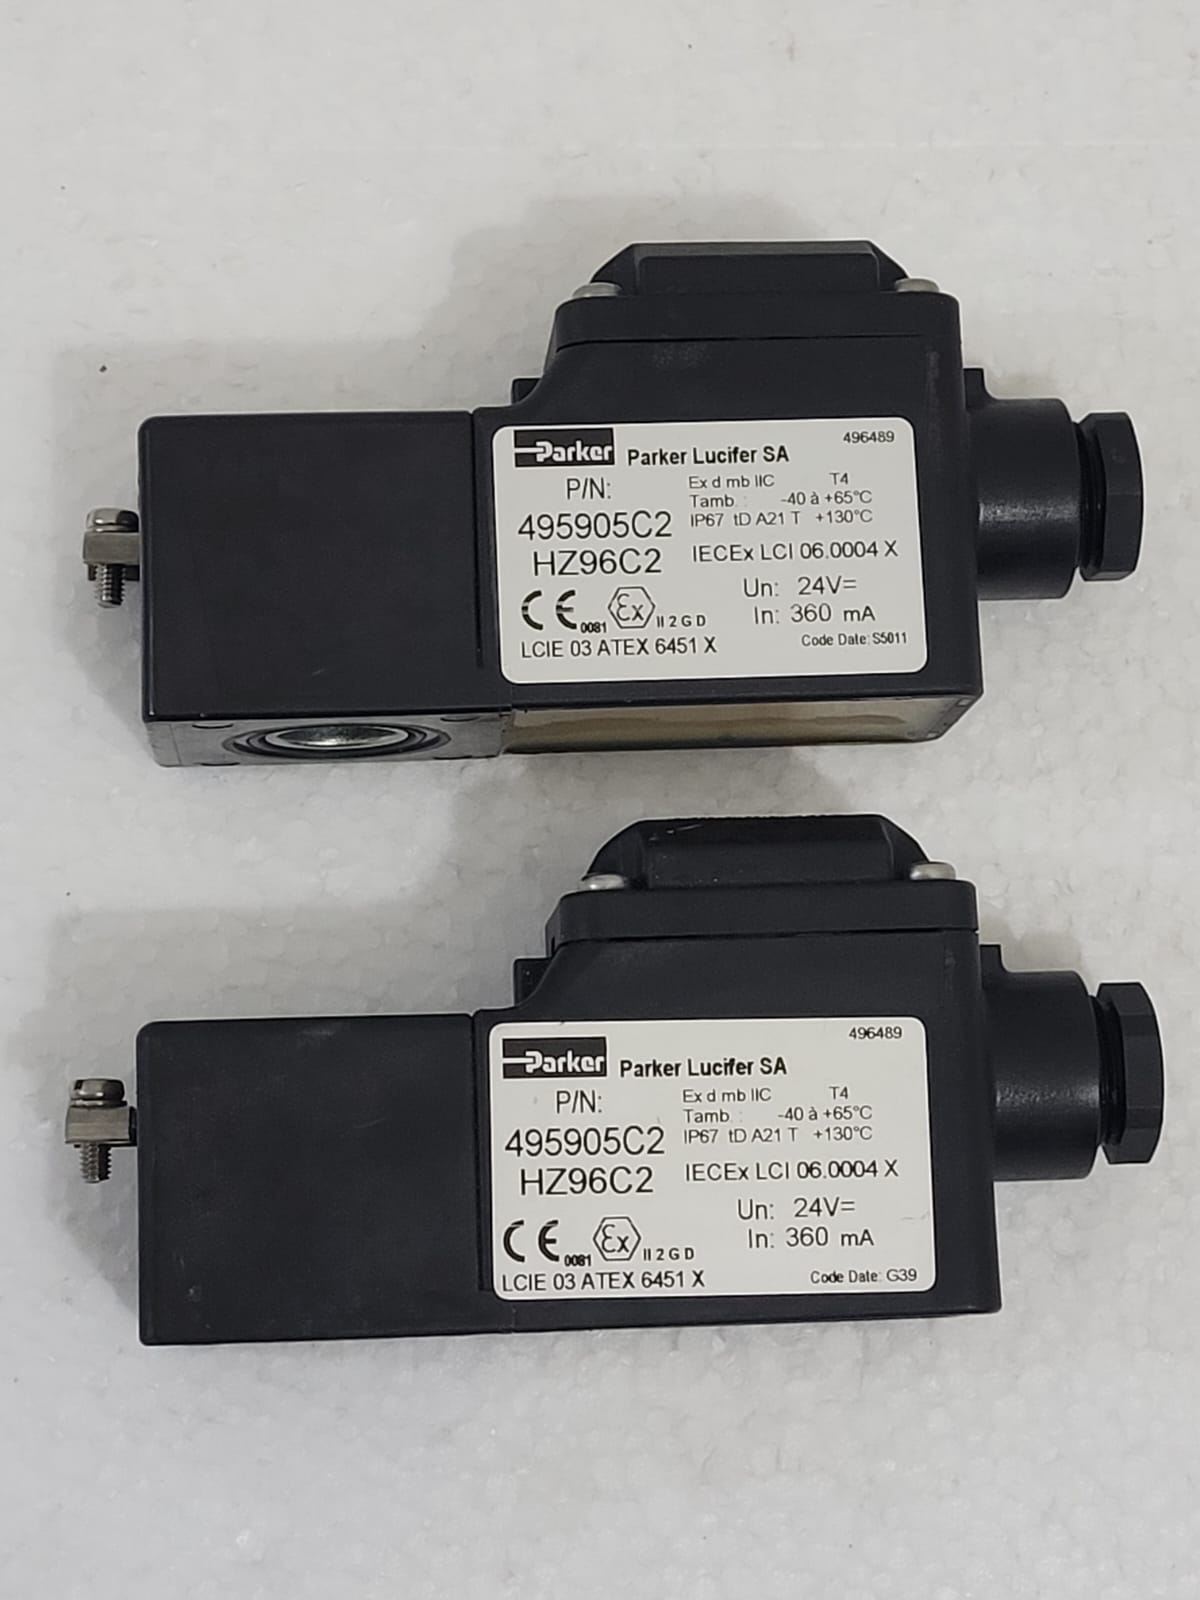 Parker Parker Lucifer SA 496489
P/N: Ex d mb IIC T4
Tamb. : -40 à +65°C
495905C2 IP67 tD A21 T +130°C
HZ96C2 IECEx LCI 06.0004 X
Un: 24V=
CE 0081 Ex II 2 G D In: 360 mA
LCIE 03 ATEX 6451 X Code Date: S5011
Parker Parker Lucifer SA 496489
P/N: Ex d mb IIC T4
Tamb. : -40 à +65°C
495905C2 IP67 tD A21 T +130°C
HZ96C2 IECEx LCI 06.0004 X
Un: 24V=
CE 0081 Ex II 2 G D In: 360 mA
LCIE 03 ATEX 6451 X Code Date: G39